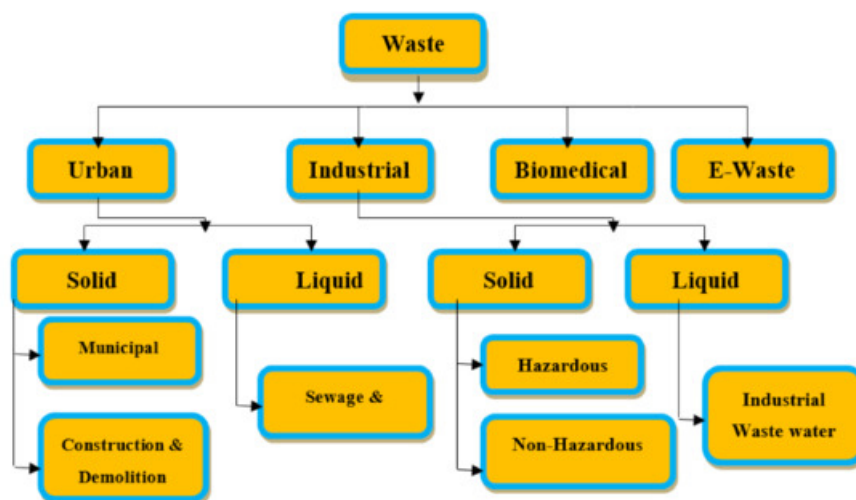 Waste
Urban
Industrial
Biomedical
E-Waste
Solid
Liquid
Solid
Liquid
Municipal
Hazardous
Sewage &
Industrial
Waste water
Construction &
Demolition
Non-Hazardous